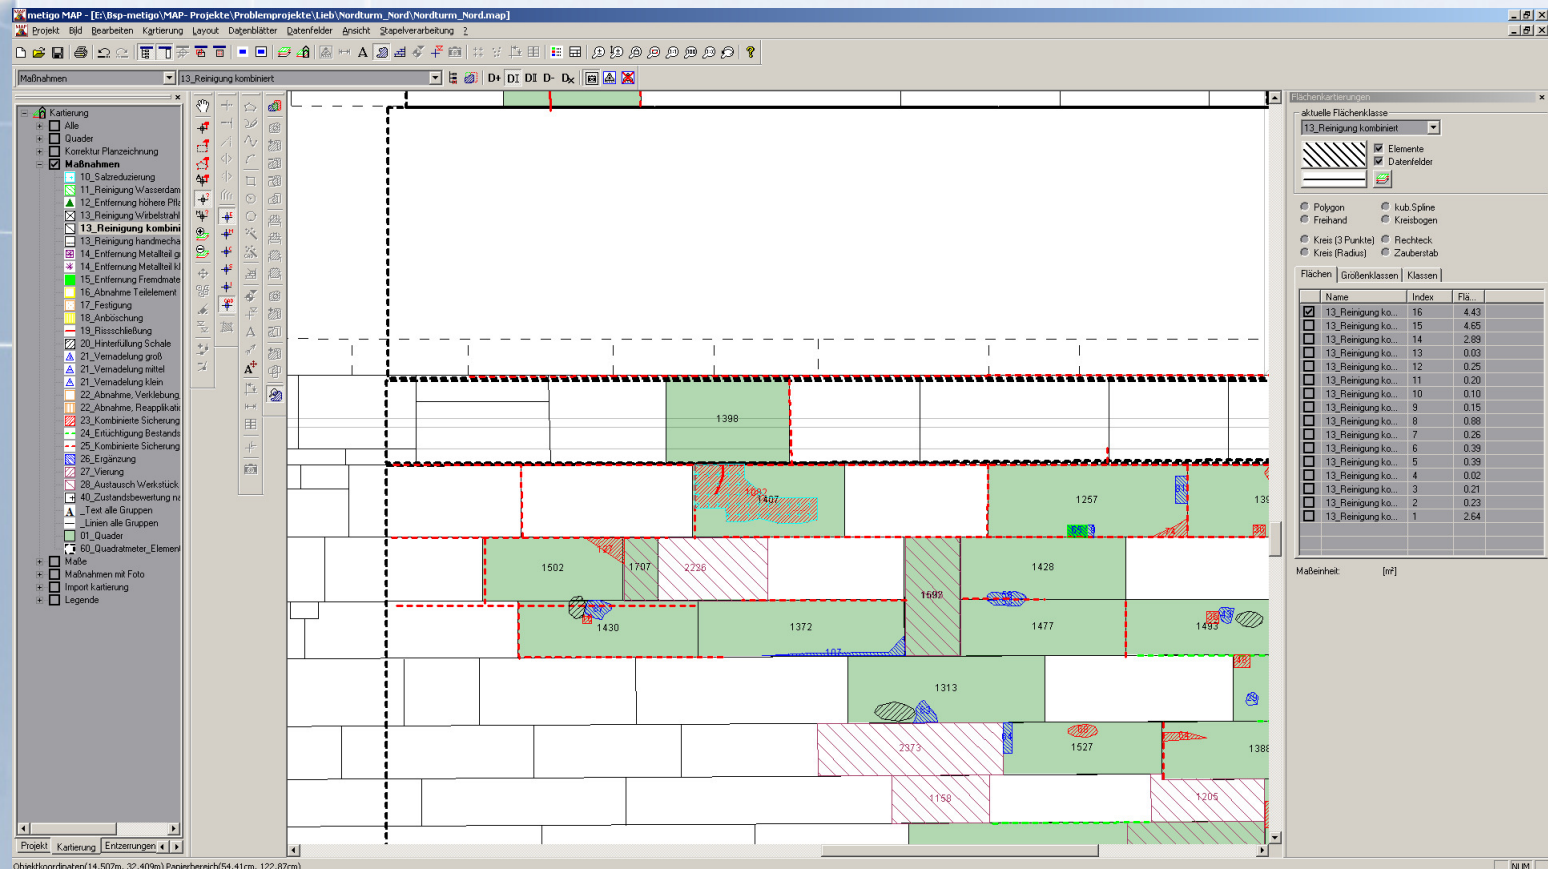 metigo MAP - [E:\Bsp-metigo\MAP- Projekte\Problemprojekte\Lieb\Nordturm_Nord\Nordturm_Nord.map]
Projekt Bild Bearbeiten Kartierung Layout Datenblätter Datenfelder Ansicht Stapelverarbeitung ?
Maßnahmen 13_Reinigung kombiniert D+ DI DI D- Dx
Kartierung
Alle
Quader
Korrektur Planzeichnung
Maßnahmen
10_Salzreduzierung
11_Reinigung Wasserdam
12_Entfernung höhere Pfla
13_Reinigung Wirbelstrahl
13_Reinigung kombini
13_Reinigung handmecha
14_Entfernung Metallteil g
14_Entfernung Metallteil kl
15_Entfernung Fremdmate
16_Abnahme Teilelement
17_Festigung
18_Anböschung
19_Rissschließung
20_Hinterfüllung Schale
21_Vernadelung groß
21_Vernadelung mittel
21_Vernadelung klein
22_Abnahme, Verklebung,
22_Abnahme, Reapplikati
23_Kombinierte Sicherung
24_Ertüchtigung Bestands
25_Kombinierte Sicherung
26_Ergänzung
27_Vierung
28_Austausch Werkstück
40_Zustandsbewertung na
_Text alle Gruppen
_Linien alle Gruppen
01_Quader
60_Quadratmeter_Element
Maße
Maßnahmen mit Foto
Import kartierung
Legende
Projekt Kartierung Entzerrungen
1398
1407
1257
139
1502
1707
2226
1428
1430
1372
107
1477
1493
1313
2373
1527
1388
1158
1205
Flächenkartierungen
aktuelle Flächenklasse
13_Reinigung kombiniert
Elemente
Datenfelder
Polygon kub.Spline
Freihand Kreisbogen
Kreis (3 Punkte) Rechteck
Kreis (Radius) Zauberstab
Flächen Größenklassen Klassen
Name Index Flä...
13_Reinigung ko... 16 4.43
13_Reinigung ko... 15 4.65
13_Reinigung ko... 14 2.89
13_Reinigung ko... 13 0.03
13_Reinigung ko... 12 0.25
13_Reinigung ko... 11 0.20
13_Reinigung ko... 10 0.10
13_Reinigung ko... 9 0.15
13_Reinigung ko... 8 0.88
13_Reinigung ko... 7 0.26
13_Reinigung ko... 6 0.39
13_Reinigung ko... 5 0.39
13_Reinigung ko... 4 0.02
13_Reinigung ko... 3 0.21
13_Reinigung ko... 2 0.23
13_Reinigung ko... 1 2.64
Maßeinheit: [m²]
Objektkoordinaten(14.507m, 32.409m) Papierbereich(54.41cm, 122.87cm)
NUM